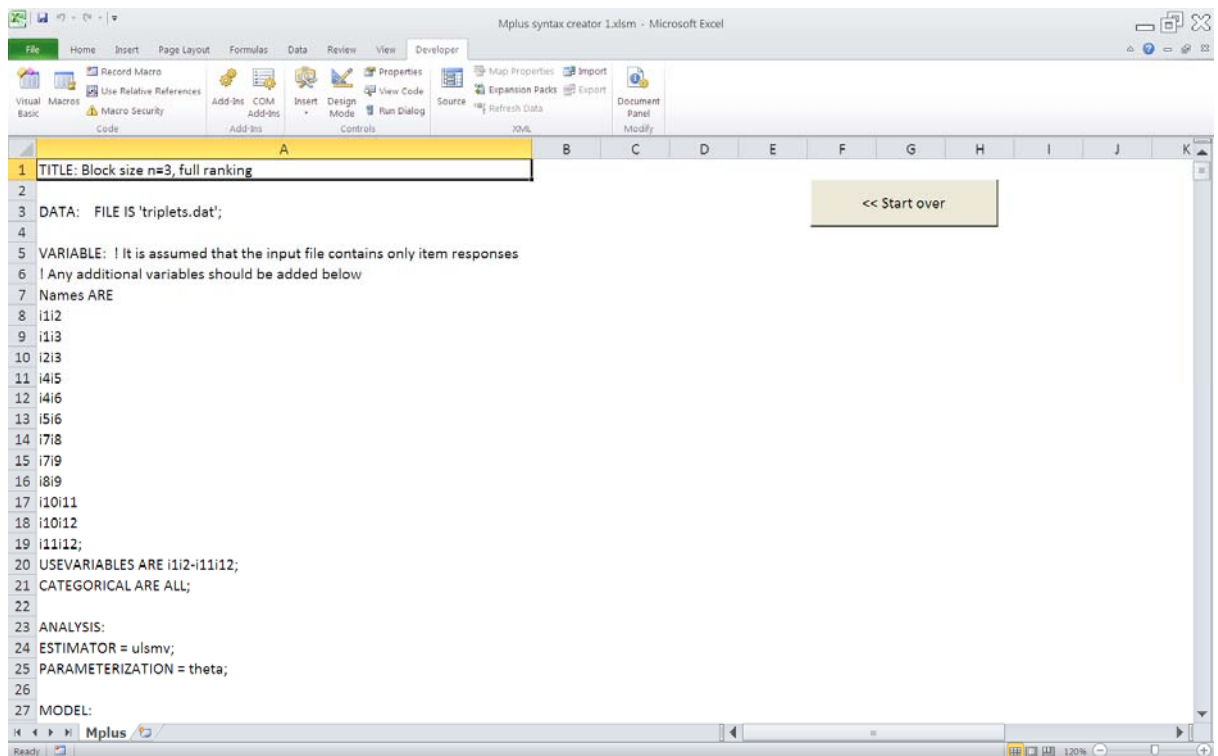 Mplus syntax creator 1.xlsm - Microsoft Excel
File Home Insert Page Layout Formulas Data Review View Developer
Visual Basic
Macros
Record Macro
Use Relative References
Macro Security
Code
Add-Ins
COM Add-Ins
Add-Ins
Insert
Design Mode
Properties
View Code
Run Dialog
Controls
Source
Map Properties
Expansion Packs
Refresh Data
Import
Export
XML
Document Panel
Modify
A B C D E F G H I J K
1 TITLE: Block size n=3, full ranking
2
3 DATA: FILE IS 'triplets.dat';
<< Start over
4
5 VARIABLE: ! It is assumed that the input file contains only item responses
6 ! Any additional variables should be added below
7 Names ARE
8 i1i2
9 i1i3
10 i2i3
11 i4i5
12 i4i6
13 i5i6
14 i7i8
15 i7i9
16 i8i9
17 i10i11
18 i10i12
19 i11i12;
20 USEVARIABLES ARE i1i2-i11i12;
21 CATEGORICAL ARE ALL;
22
23 ANALYSIS:
24 ESTIMATOR = ulsmv;
25 PARAMETERIZATION = theta;
26
27 MODEL:
Mplus
Ready
120%